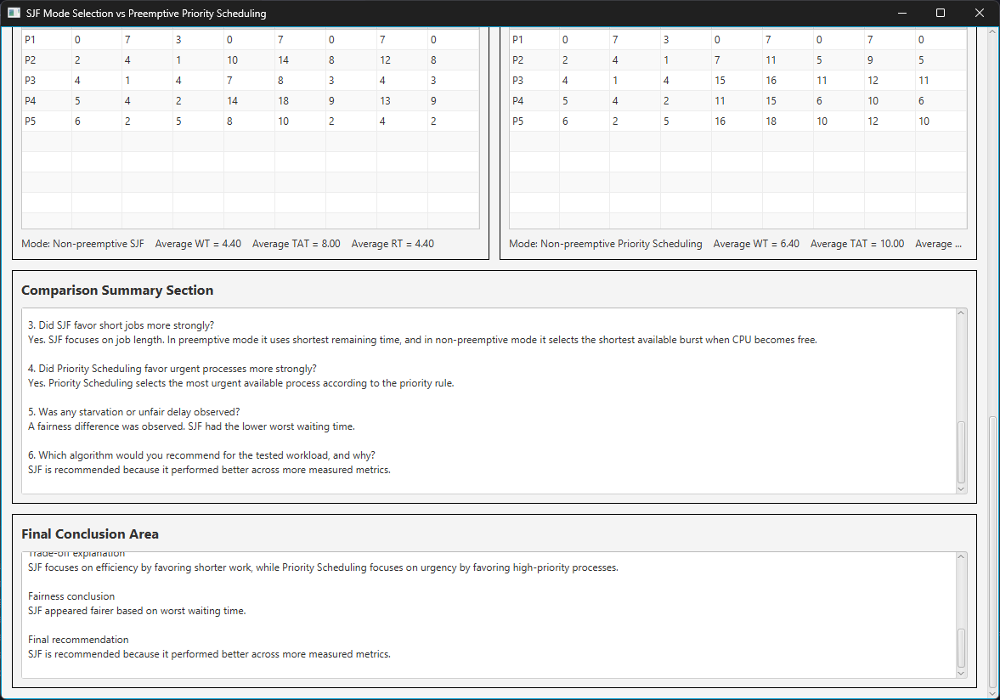 SJF Mode Selection vs Preemptive Priority Scheduling
P1 0 7 3 0 7 0 7 0
P2 2 4 1 10 14 8 12 8
P3 4 1 4 7 8 3 4 3
P4 5 4 2 14 18 9 13 9
P5 6 2 5 8 10 2 4 2
Mode: Non-preemptive SJF Average WT = 4.40 Average TAT = 8.00 Average RT = 4.40
P1 0 7 3 0 7 0 7 0
P2 2 4 1 7 11 5 9 5
P3 4 1 4 15 16 11 12 11
P4 5 4 2 11 15 6 10 6
P5 6 2 5 16 18 10 12 10
Mode: Non-preemptive Priority Scheduling Average WT = 6.40 Average TAT = 10.00 Average ...
Comparison Summary Section
3. Did SJF favor short jobs more strongly?
Yes. SJF focuses on job length. In preemptive mode it uses shortest remaining time, and in non-preemptive mode it selects the shortest available burst when CPU becomes free.
4. Did Priority Scheduling favor urgent processes more strongly?
Yes. Priority Scheduling selects the most urgent available process according to the priority rule.
5. Was any starvation or unfair delay observed?
A fairness difference was observed. SJF had the lower worst waiting time.
6. Which algorithm would you recommend for the tested workload, and why?
SJF is recommended because it performed better across more measured metrics.
Final Conclusion Area
Trade-off explanation
SJF focuses on efficiency by favoring shorter work, while Priority Scheduling focuses on urgency by favoring high-priority processes.
Fairness conclusion
SJF appeared fairer based on worst waiting time.
Final recommendation
SJF is recommended because it performed better across more measured metrics.